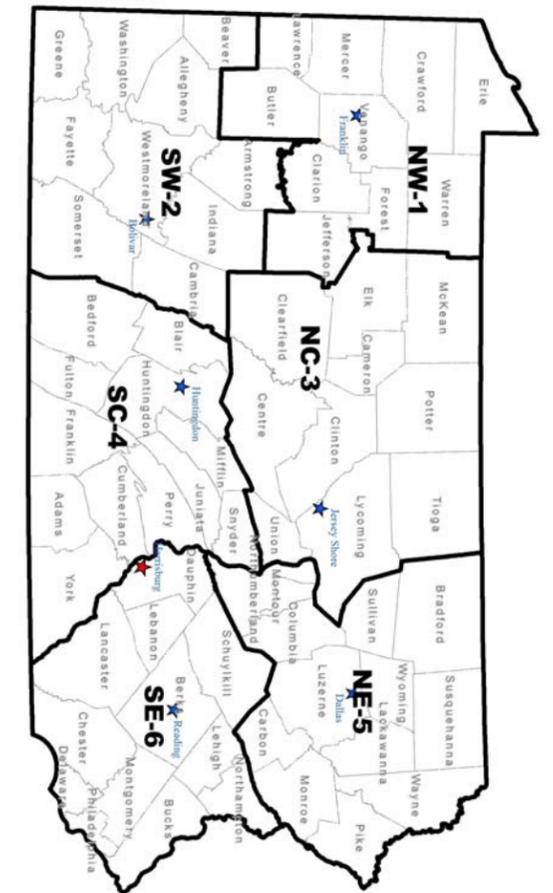 Erie
Warren
McKean
Potter
Tioga
Bradford
Susquehanna
Crawford
NW-1
Forest
Elk
Cameron
Wyoming
Wayne
Mercer
Venango
Franklin
Clarion
Jefferson
NC-3
Clinton
Lycoming
Jersey Shore
Sullivan
NE-5
Lackawanna
Dallas
Luzerne
Pike
Butler
Clearfield
Centre
Union
Montour
Columbia
Northumberland
Carbon
Monroe
Beaver
Armstrong
Indiana
Allegheny
SW-2
Westmoreland
Bolivar
Cambria
Blair
Huntingdon
Huntingdon
Mifflin
Snyder
Juniata
Perry
Dauphin
Schuylkill
Lehigh
Northampton
Washington
Greene
Fayette
Somerset
Bedford
SC-4
Fulton
Franklin
Cumberland
Adams
York
Lebanon
Lancaster
Berks
Reading
SE-6
Bucks
Montgomery
Chester
Philadelphia
Delaware